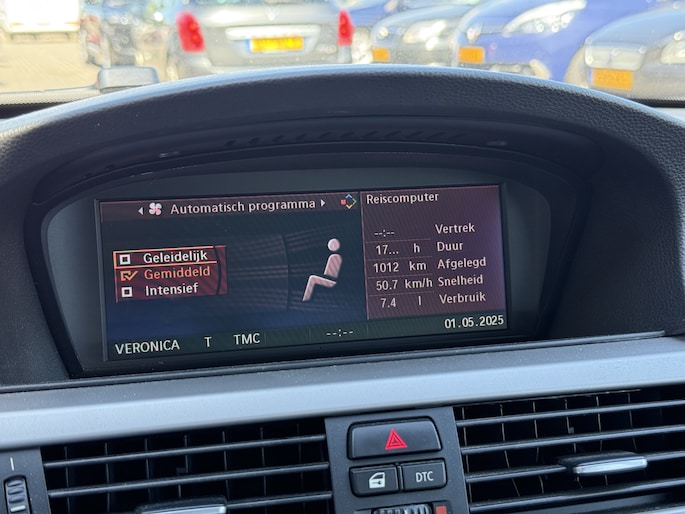 Automatisch programma
Geleidelijk
Gemiddeld
Intensief
Reiscomputer
--:-- Vertrek
17... h Duur
1012 km Afgelegd
50.7 km/h Snelheid
7.4 l Verbruik
01.05.2025
VERONICA T TMC --:--
DTC